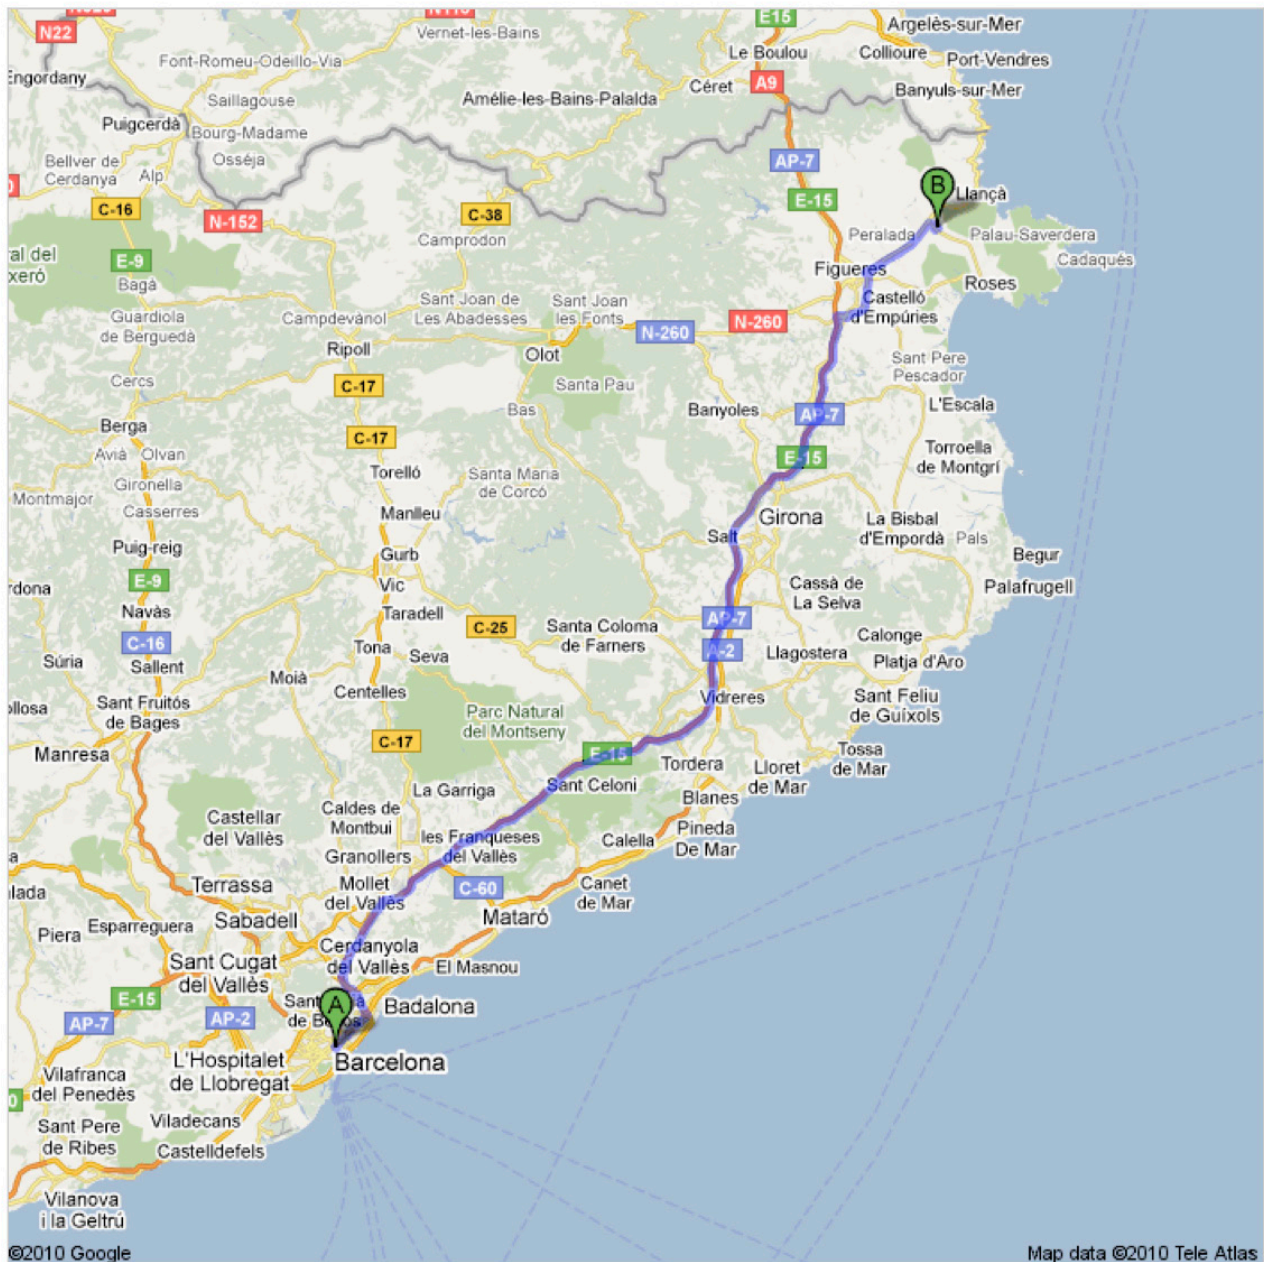 N22
E15
Argelès-sur-Mer
Vernet-les-Bains
Le Boulou
Collioure
Port-Vendres
Font-Romeu-Odeillo-Via
Engordany
Céret
A9
Banyuls-sur-Mer
Saillagouse
Amélie-les-Bains-Palalda
Puigcerdà
Bourg-Madame
Osséja
Bellver de
Cerdanya
Alp
AP-7
B
Llançà
C-16
N-152
C-38
E-15
Camprodon
Peralada
Palau-Saverdera
Cadaqués
E-9
Bagà
Figueres
Roses
Castelló
d'Empúries
Guardiola
de Berguedà
Campdevànol
Sant Joan de
Les Abadesses
Sant Joan
les Fonts
N-260
N-260
Ripoll
Olot
Cercs
C-17
Santa Pau
Sant Pere
Pescador
Berga
Bas
Banyoles
AP-7
L'Escala
Avià
Olvan
C-17
E-15
Torroella
de Montgrí
Gironella
Torelló
Santa Maria
de Corcó
Montmajor
Casserres
Manlleu
Girona
La Bisbal
d'Empordà
Pals
Puig-reig
Gurb
Salt
Begur
E-9
Vic
Cassà de
La Selva
Palafrugell
rdona
Navàs
Taradell
AP-7
C-16
C-25
Santa Coloma
de Farners
Calonge
Súria
Sallent
Tona
Seva
A-2
Llagostera
Platja d'Aro
Moià
Centelles
Vidreres
Sant Feliu
de Guíxols
ollosa
Sant Fruitós
de Bages
Parc Natural
del Montseny
Manresa
C-17
E-15
Tordera
Tossa
de Mar
La Garriga
Sant Celoni
Lloret
de Mar
Castellar
del Vallès
Caldes de
Montbui
Blanes
les Franqueses
del Vallès
Calella
Pineda
De Mar
Granollers
Terrassa
Mollet
del Vallès
C-60
Canet
de Mar
Sabadell
Mataró
Esparreguera
Piera
Cerdanyola
del Vallès
El Masnou
Sant Cugat
del Vallès
E-15
A
Badalona
AP-7
AP-2
L'Hospitalet
de Llobregat
Barcelona
Vilafranca
del Penedès
Sant Pere
de Ribes
Viladecans
Castelldefels
Vilanova
i la Geltrú
©2010 Google
Map data ©2010 Tele Atlas